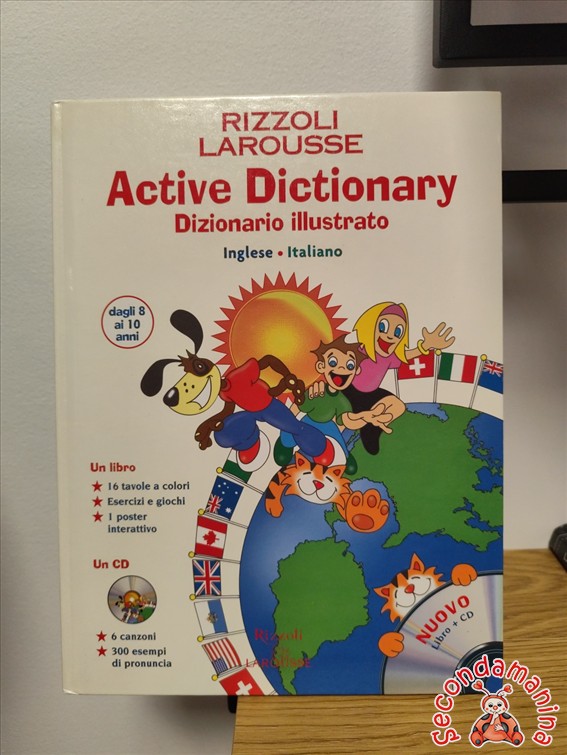 RIZZOLI
LAROUSSE
Active Dictionary
Dizionario illustrato
Inglese • Italiano
dagli 8
ai 10
anni
Un libro
16 tavole a colori
Esercizi e giochi
1 poster
interattivo
Un CD
6 canzoni
300 esempi
di pronuncia
NUOVO
Libro + CD
Rizzoli
LAROUSSE
Secondamanina